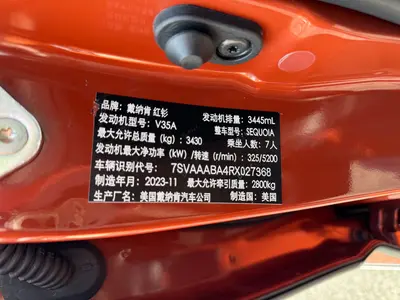 品牌：戴纳肯 红杉 发动机排量：3445mL
发动机型号：V35A 整车型号：SEQUOIA
最大允许总质量（kg）：3430 乘坐人数：7人
发动机最大净功率（kW）/转速（r/min）：325/5200
车辆识别代号：7SVAAABA4RX027368
制造年月：2023-11 最大允许牵引质量：2800kg
生产厂名：美国戴纳肯汽车公司 制造国：美国